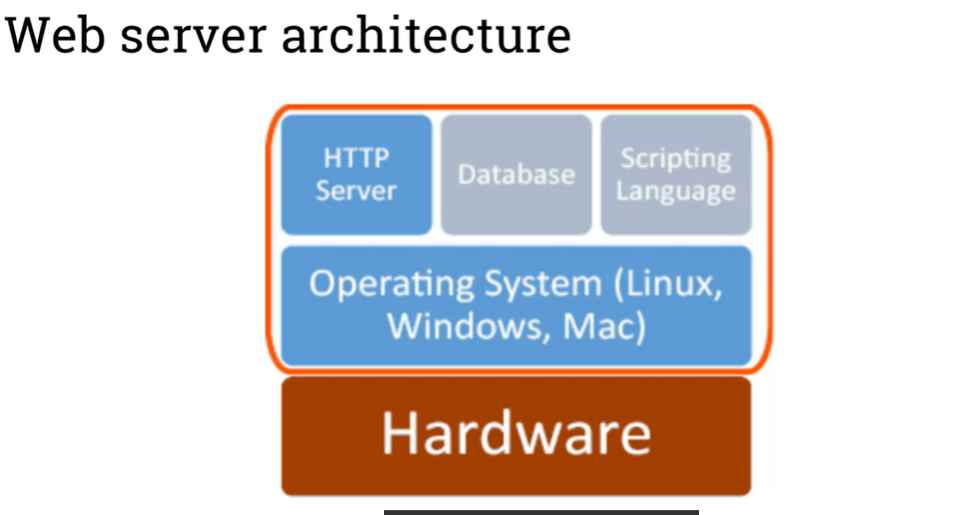 Web server architecture
HTTP
Server
Database
Scripting
Language
Operating System (Linux,
Windows, Mac)
Hardware